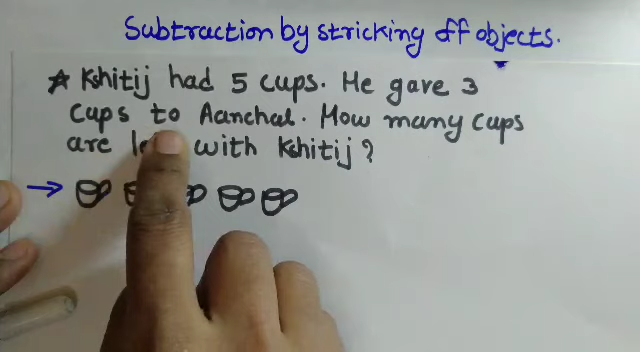 Subtraction by stricking off objects.
☆ Kshitij had 5 cups. He gave 3
cups to Aanchal. How many cups
are with Kshitij?
→